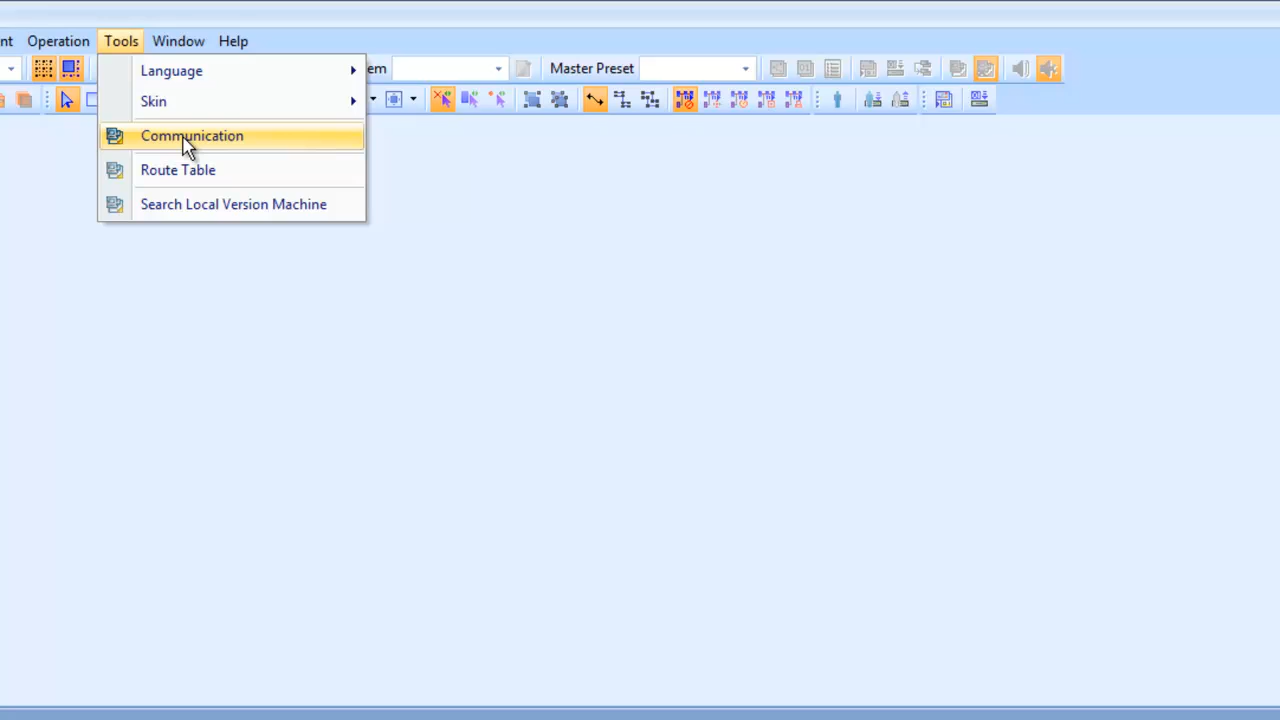 nt Operation Tools Window Help
em Master Preset
Language
Skin
Communication
Route Table
Search Local Version Machine